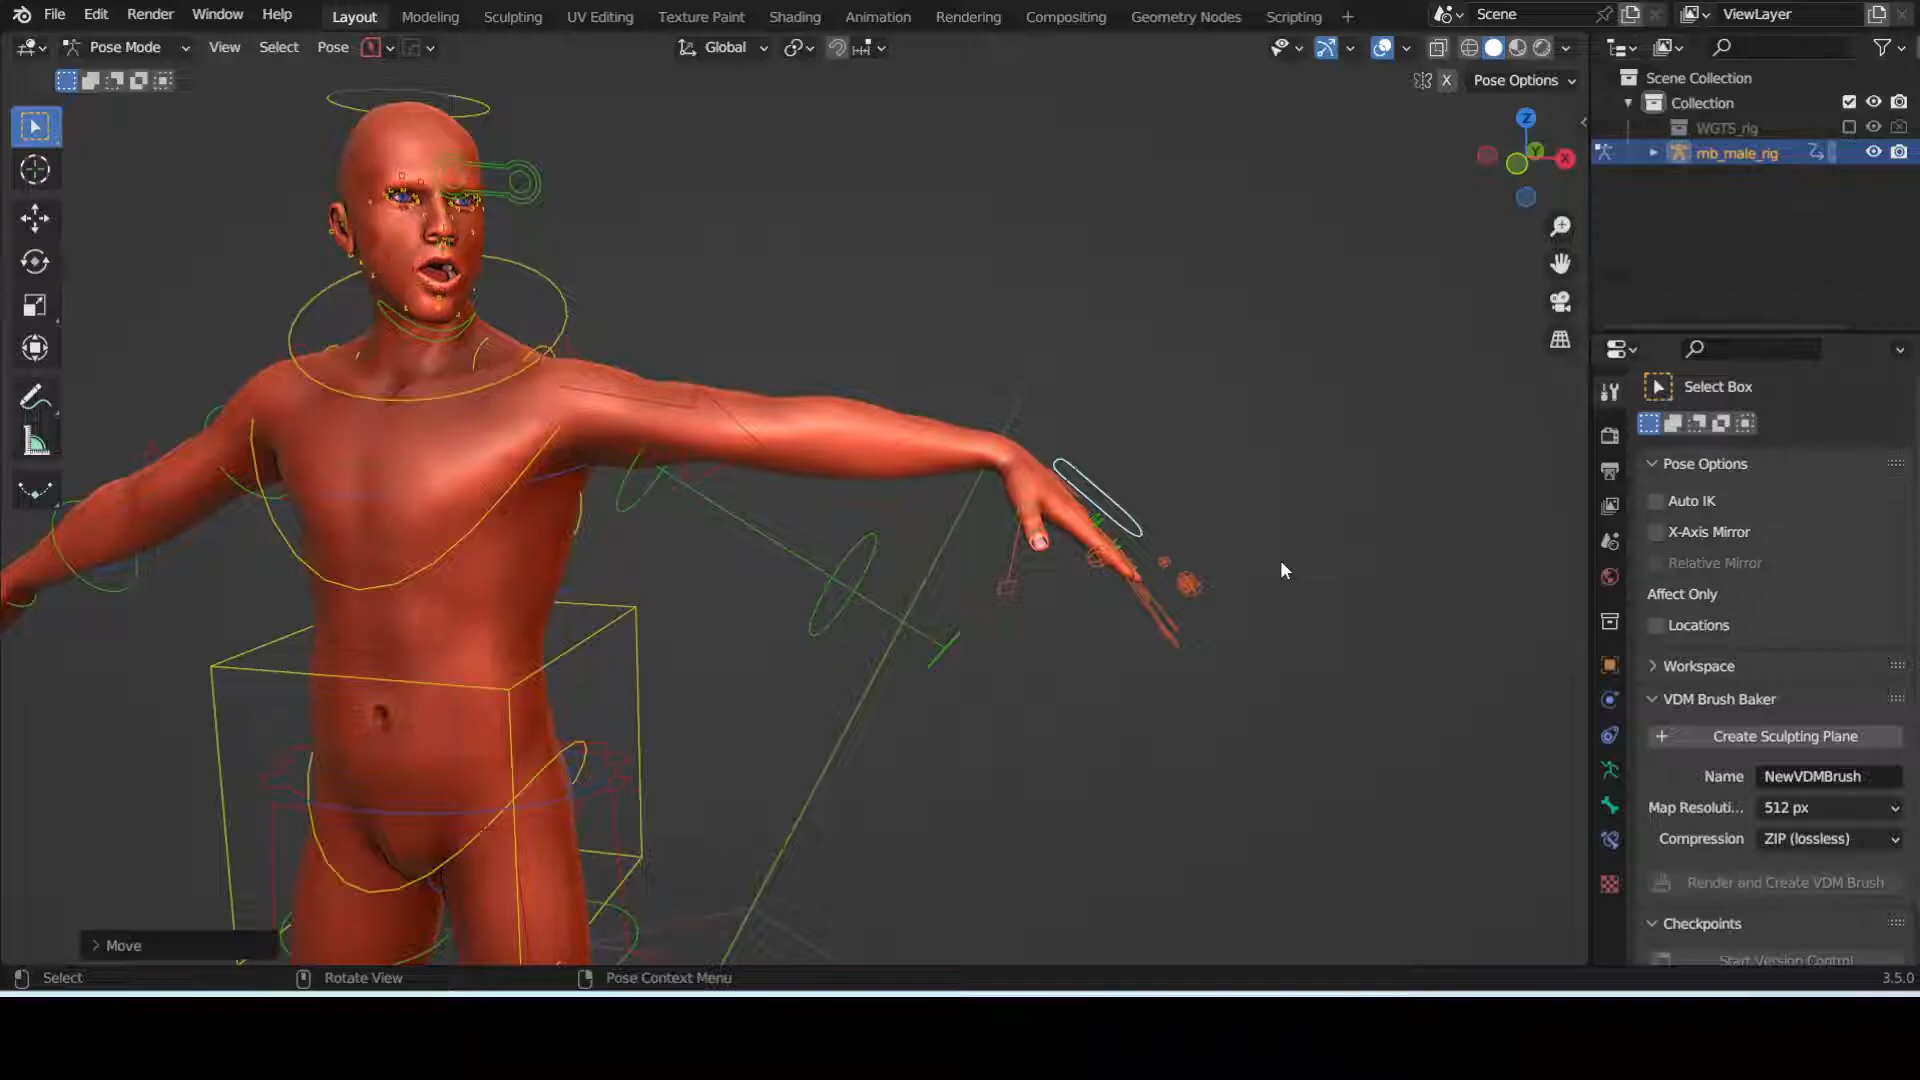 File Edit Render Window Help Layout Modeling Sculpting UV Editing Texture Paint Shading Animation Rendering Compositing Geometry Nodes Scripting + Scene ViewLayer
Pose Mode View Select Pose Global
X Pose Options
Scene Collection
Collection
WGTS_rig
mb_male_rig
Z
Y
X
Select Box
Pose Options
Auto IK
X-Axis Mirror
Relative Mirror
Affect Only
Locations
Workspace
VDM Brush Baker
Create Sculpting Plane
Name NewVDMBrush
Map Resoluti... 512 px
Compression ZIP (lossless)
Render and Create VDM Brush
Checkpoints
Start Version Control
Move
Select Rotate View Pose Context Menu 3.5.0